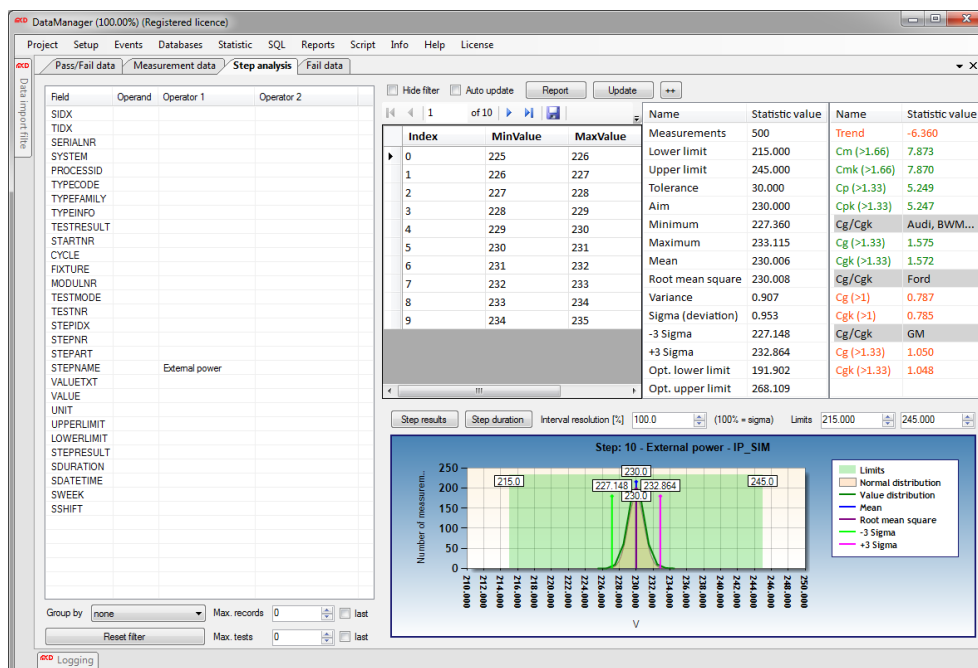 DataManager (100.00%) (Registered licence)
Project Setup Events Databases Statistic SQL Reports Script Info Help License
Pass/Fail data Measurement data Step analysis Fail data
Data import filte
Field Operand Operator 1 Operator 2
SIDX
TIDX
SERIALNR
SYSTEM
PROCESSID
TYPECODE
TYPEFAMILY
TYPEINFO
TESTRESULT
STARTNR
CYCLE
FIXTURE
MODULNR
TESTMODE
TESTNR
STEPIDX
STEPNR
STEPART
STEPNAME External power
VALUETXT
VALUE
UNIT
UPPERLIMIT
LOWERLIMIT
STEPRESULT
SDURATION
SDATETIME
SWEEK
SSHIFT
Group by none Max. records 0 last
Reset filter Max. tests 0 last
Hide filter Auto update Report Update ++
1 of 10
Index MinValue MaxValue
0 225 226
1 226 227
2 227 228
3 228 229
4 229 230
5 230 231
6 231 232
7 232 233
8 233 234
9 234 235
Name Statistic value
Measurements 500
Lower limit 215.000
Upper limit 245.000
Tolerance 30.000
Aim 230.000
Minimum 227.360
Maximum 233.115
Mean 230.006
Root mean square 230.008
Variance 0.907
Sigma (deviation) 0.953
-3 Sigma 227.148
+3 Sigma 232.864
Opt. lower limit 191.902
Opt. upper limit 268.109
Name Statistic value
Trend -6.360
Cm (>1.66) 7.873
Cmk (>1.66) 7.870
Cp (>1.33) 5.249
Cpk (>1.33) 5.247
Cg/Cgk Audi, BWM...
Cg (>1.33) 1.575
Cgk (>1.33) 1.572
Cg/Cgk Ford
Cg (>1) 0.787
Cgk (>1) 0.785
Cg/Cgk GM
Cg (>1.33) 1.050
Cgk (>1.33) 1.048
Step results Step duration Interval resolution [%] 100.0 (100% = sigma) Limits 215.000 245.000
Step: 10 - External power - IP_SIM
Number of measurem..
250
200
150
100
50
0
230.0
215.0 227.148 232.864 245.0
230.0
210.000 212.000 214.000 216.000 218.000 220.000 222.000 224.000 226.000 228.000 230.000 232.000 234.000 236.000 238.000 240.000 242.000 244.000 246.000 248.000 250.000
V
Limits
Normal distribution
Value distribution
Mean
Root mean square
-3 Sigma
+3 Sigma
Logging